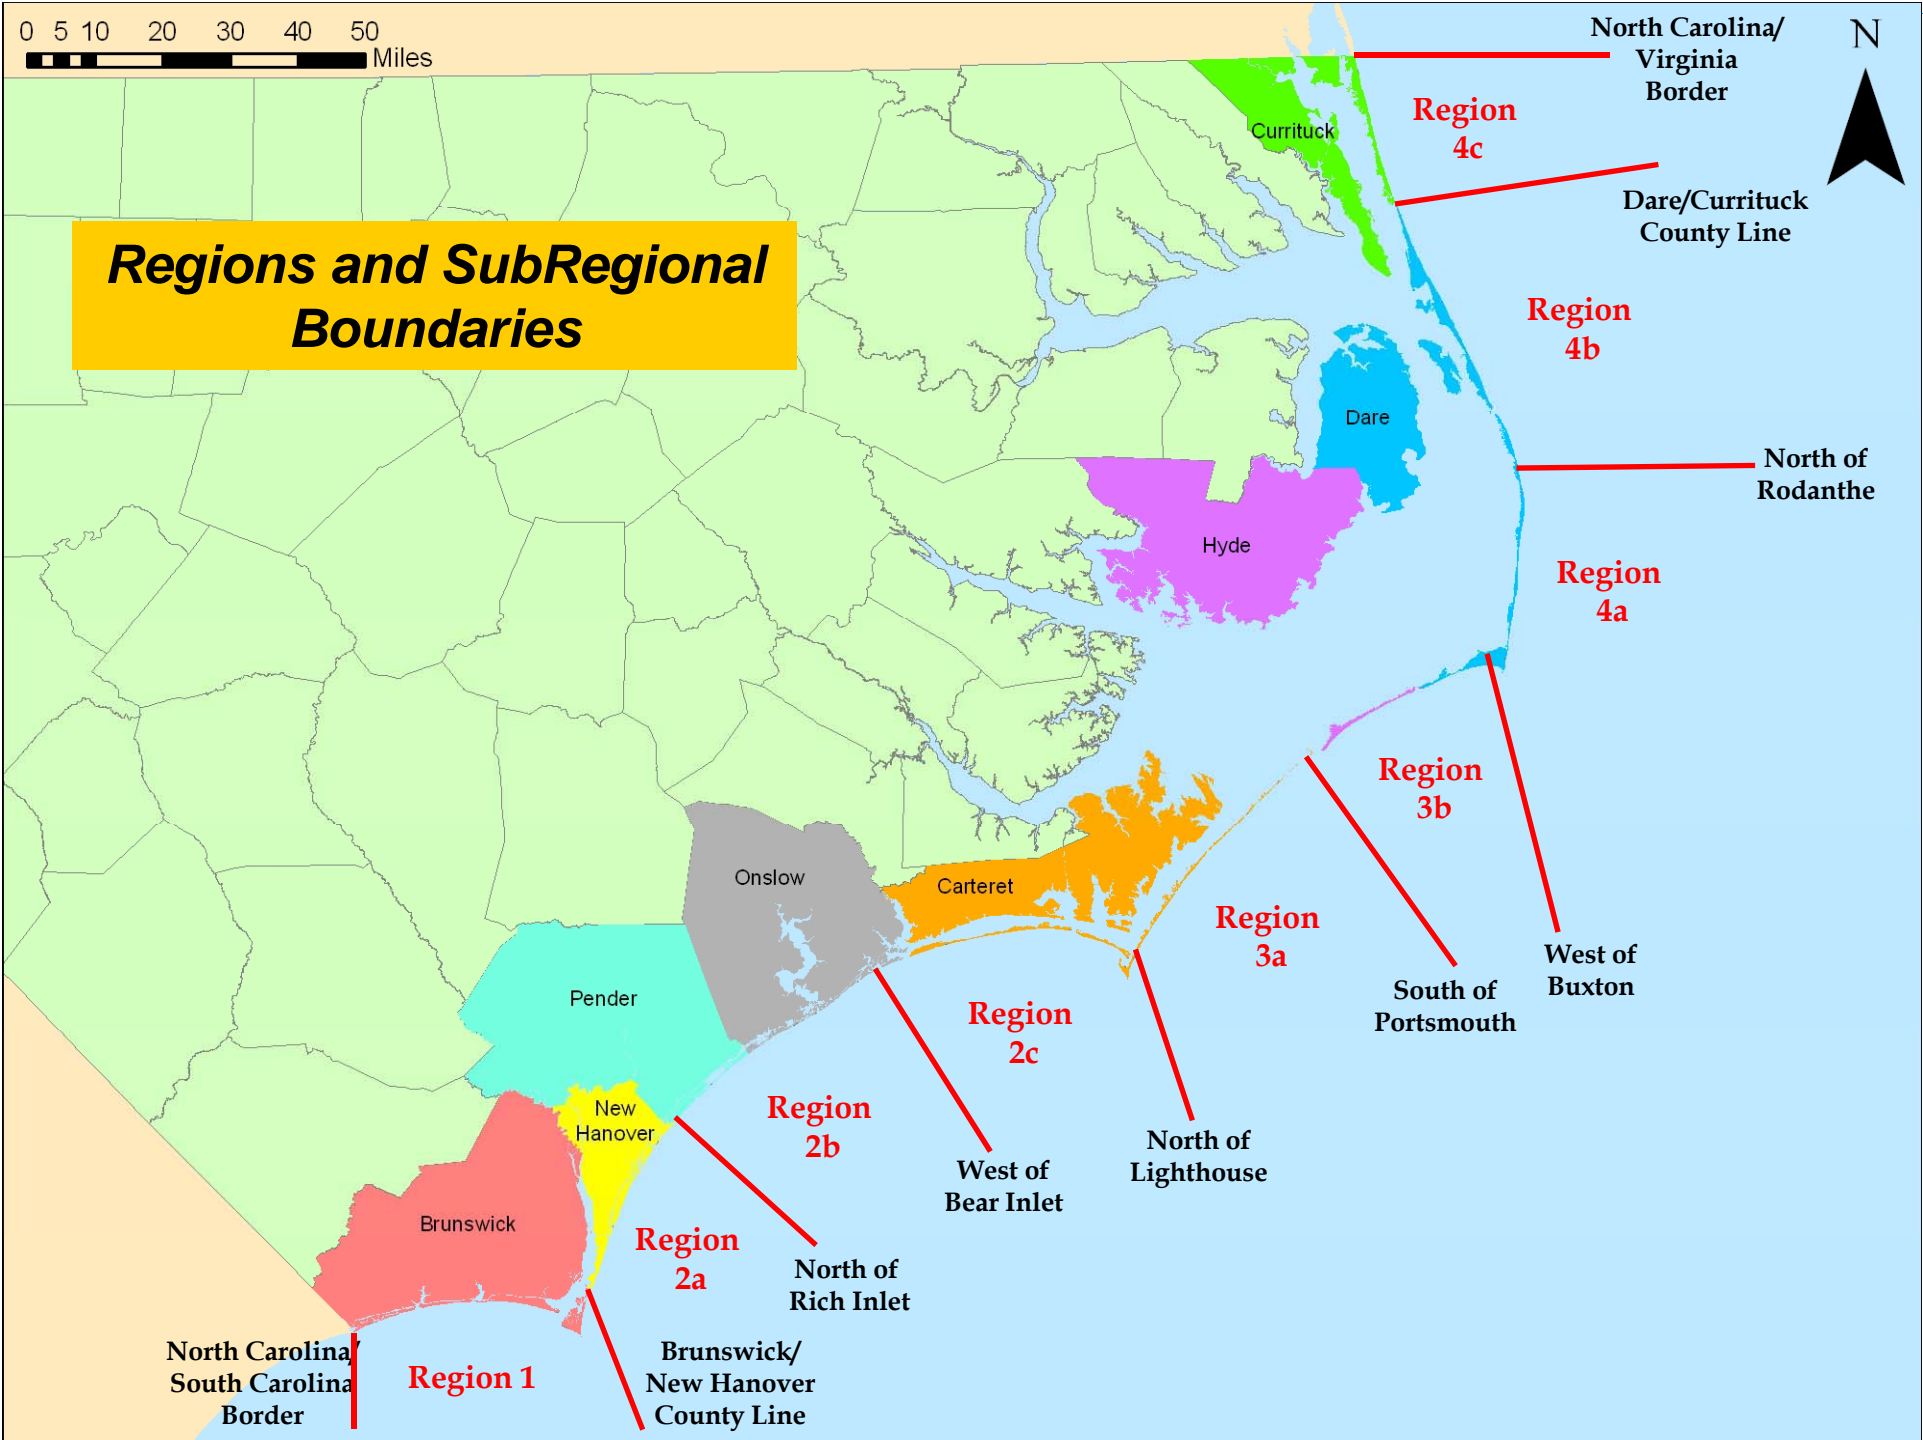 0 5 10 20 30 40 50
Miles
North Carolina/
Virginia
Border
N
Region
4c
Currituck
Dare/Currituck
County Line
Regions and SubRegional
Boundaries
Region
4b
Dare
North of
Rodanthe
Hyde
Region
4a
Region
3b
Onslow
Carteret
Region
3a
West of
Buxton
South of
Portsmouth
Pender
Region
2c
New
Hanover
Region
2b
North of
Lighthouse
West of
Bear Inlet
Brunswick
Region
2a
North of
Rich Inlet
North Carolina/
South Carolina
Border
Region 1
Brunswick/
New Hanover
County Line